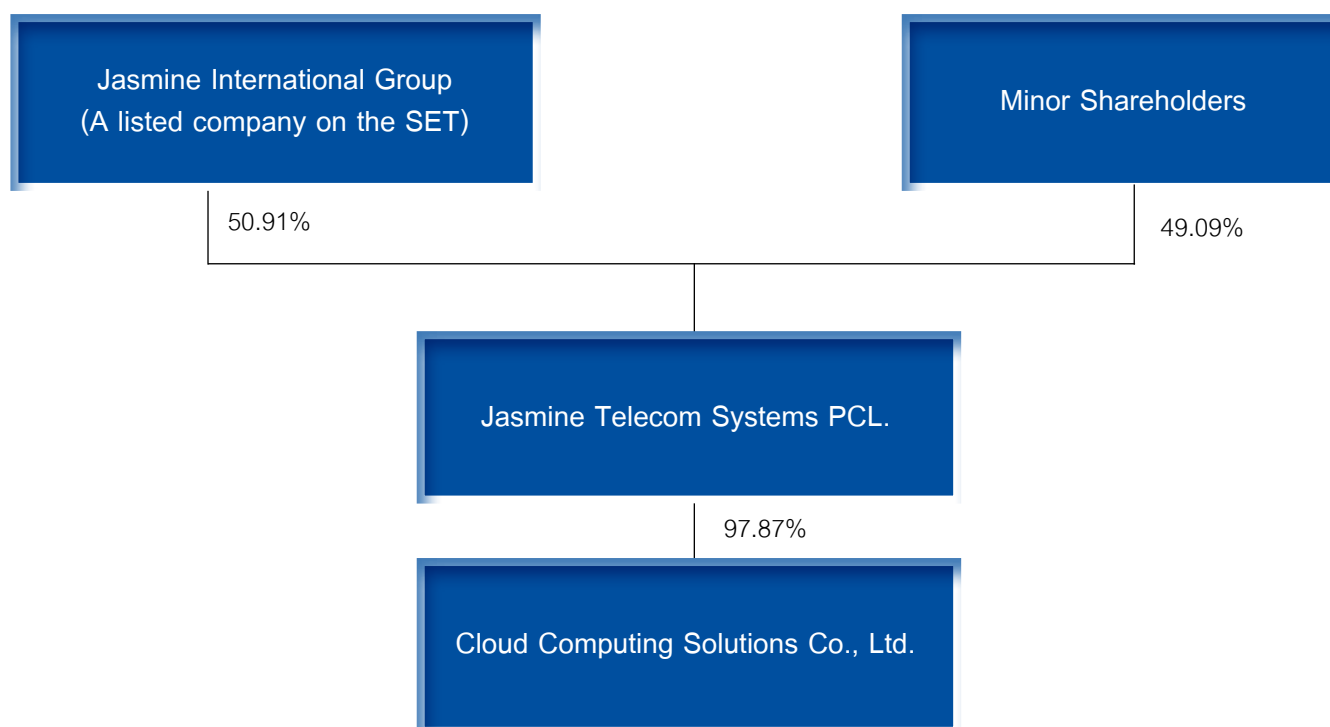 Jasmine International Group
(A listed company on the SET)
Minor Shareholders
50.91%
49.09%
Jasmine Telecom Systems PCL.
97.87%
Cloud Computing Solutions Co., Ltd.